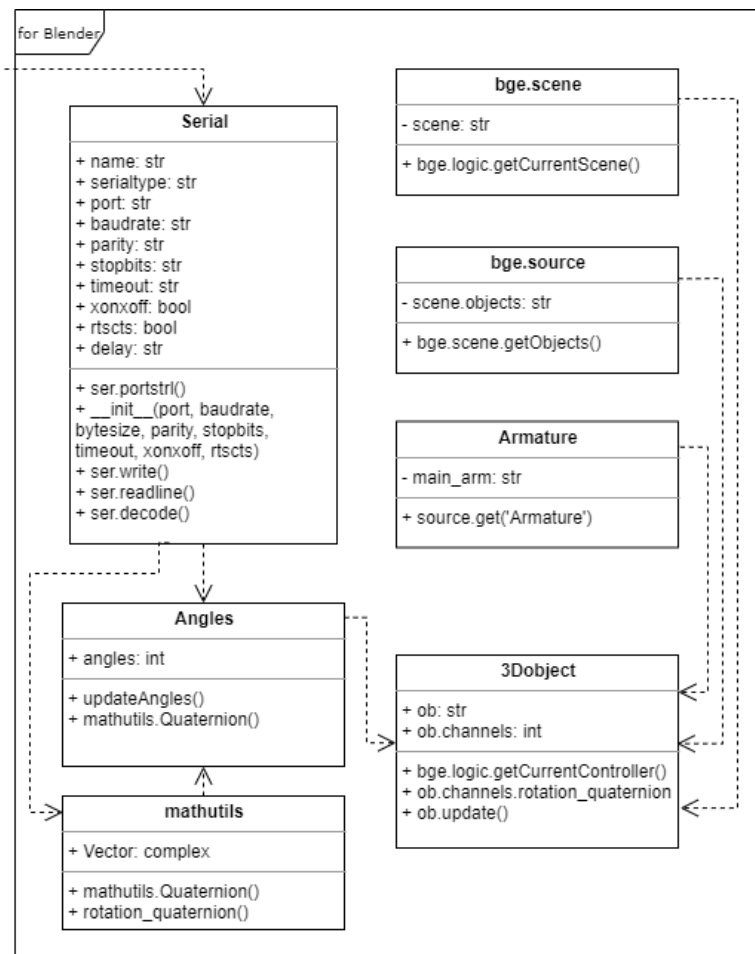 for Blender
Serial
+ name: str
+ serialtype: str
+ port: str
+ baudrate: str
+ parity: str
+ stopbits: str
+ timeout: str
+ xonxoff: bool
+ rtscts: bool
+ delay: str
+ ser.portstrl()
+ __init__(port, baudrate,
bytesize, parity, stopbits,
timeout, xonxoff, rtscts)
+ ser.write()
+ ser.readline()
+ ser.decode()
Angles
+ angles: int
+ updateAngles()
+ mathutils.Quaternion()
mathutils
+ Vector: complex
+ mathutils.Quaternion()
+ rotation_quaternion()
bge.scene
- scene: str
+ bge.logic.getCurrentScene()
bge.source
- scene.objects: str
+ bge.scene.getObjects()
Armature
- main_arm: str
+ source.get('Armature')
3Dobject
+ ob: str
+ ob.channels: int
+ bge.logic.getCurrentController()
+ ob.channels.rotation_quaternion
+ ob.update()